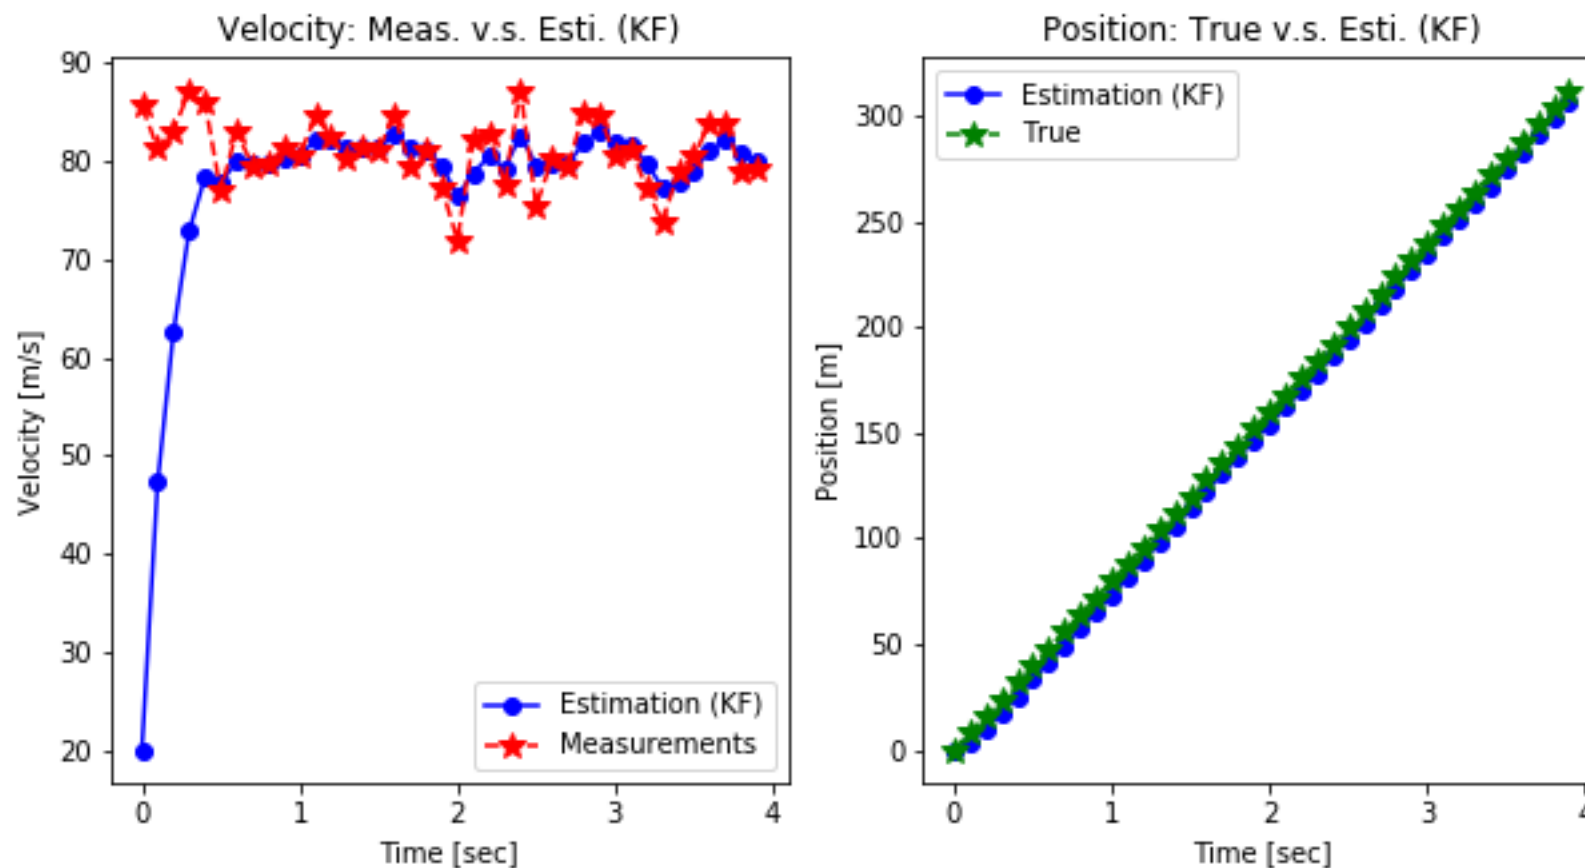 Velocity: Meas. v.s. Esti. (KF)
90
80
70
60
50
40
30
20
Velocity [m/s]
Estimation (KF)
Measurements
0 1 2 3 4
Time [sec]
Position: True v.s. Esti. (KF)
Estimation (KF)
True
300
250
200
150
100
50
0
Position [m]
0 1 2 3 4
Time [sec]